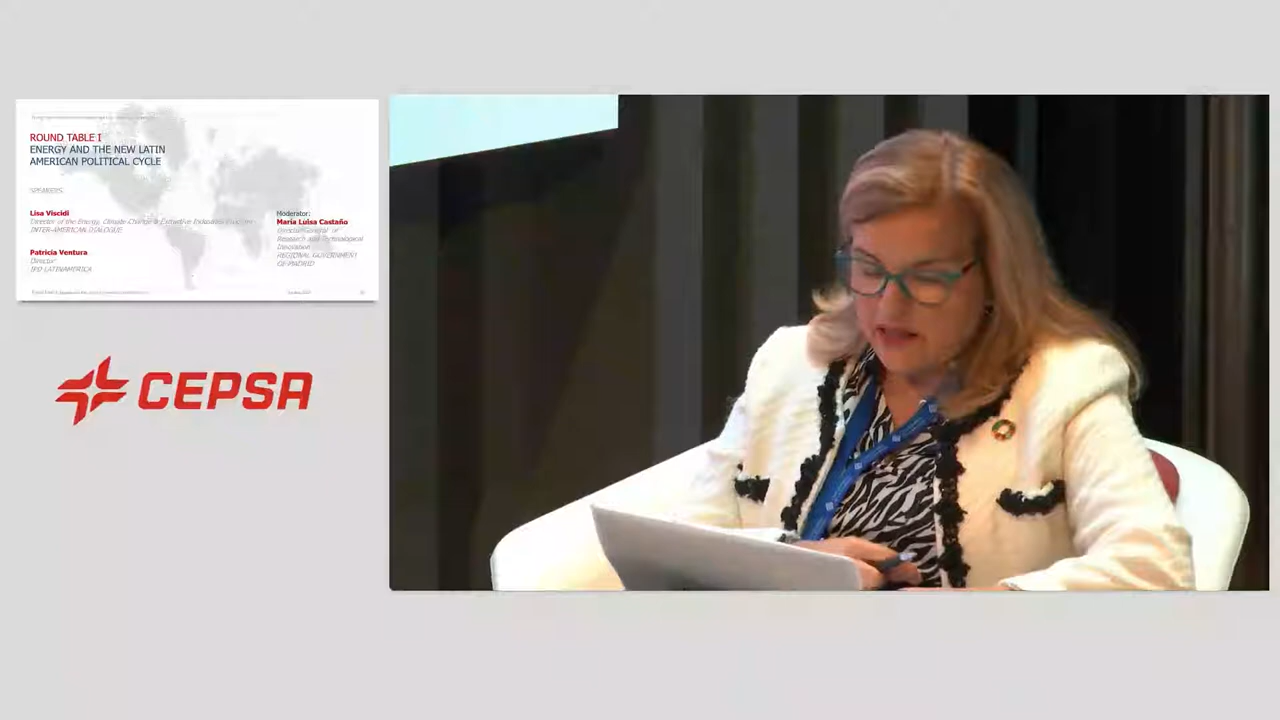 ROUND TABLE I
ENERGY AND THE NEW LATIN
AMERICAN POLITICAL CYCLE
SPEAKERS
Lisa Viscidi
Director of the Energy, Climate Change & Extractive Industries
INTER-AMERICAN DIALOGUE
Patricia Ventura
Director
IPD LATINAMERICA
Moderator:
María Luisa Castaño
Director General of
Research and Technological
Innovation
REGIONAL GOVERNMENT
OF MADRID
CEPSA